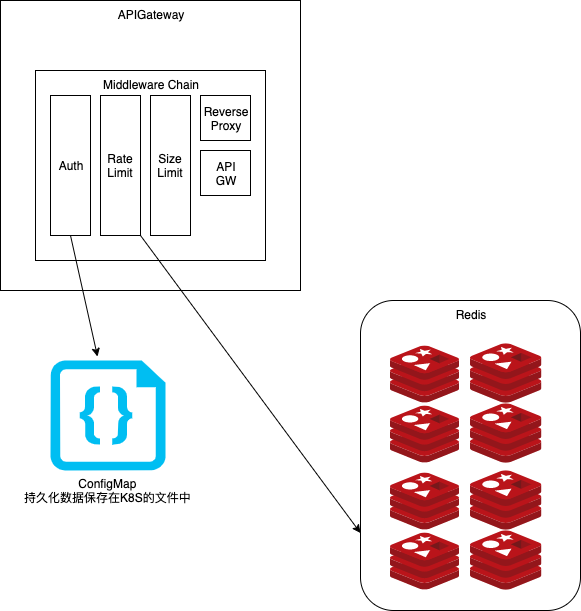 APIGateway
Middleware Chain
Auth
Rate
Limit
Size
Limit
Reverse
Proxy
API
GW
Redis
{}
ConfigMap
持久化数据保存在K8S的文件中